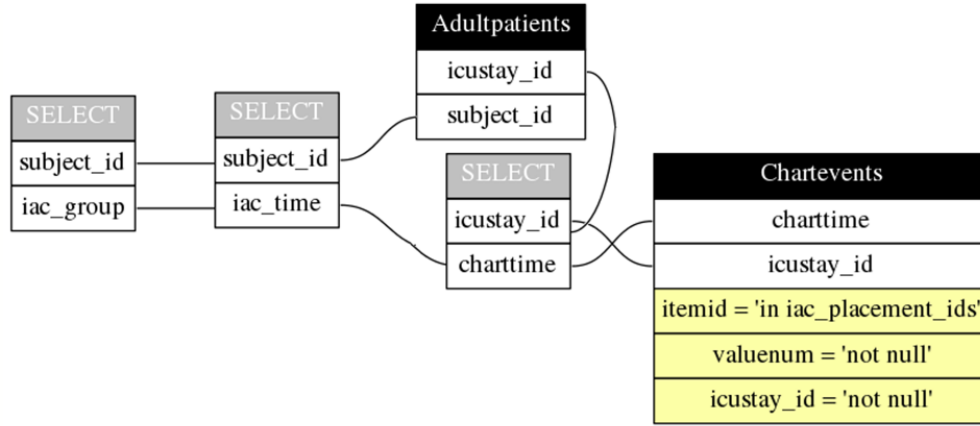 SELECT
subject_id
iac_group
SELECT
subject_id
iac_time
Adultpatients
icustay_id
subject_id
SELECT
icustay_id
charttime
Chartevents
charttime
icustay_id
itemid = 'in iac_placement_ids'
valuenum = 'not null'
icustay_id = 'not null'